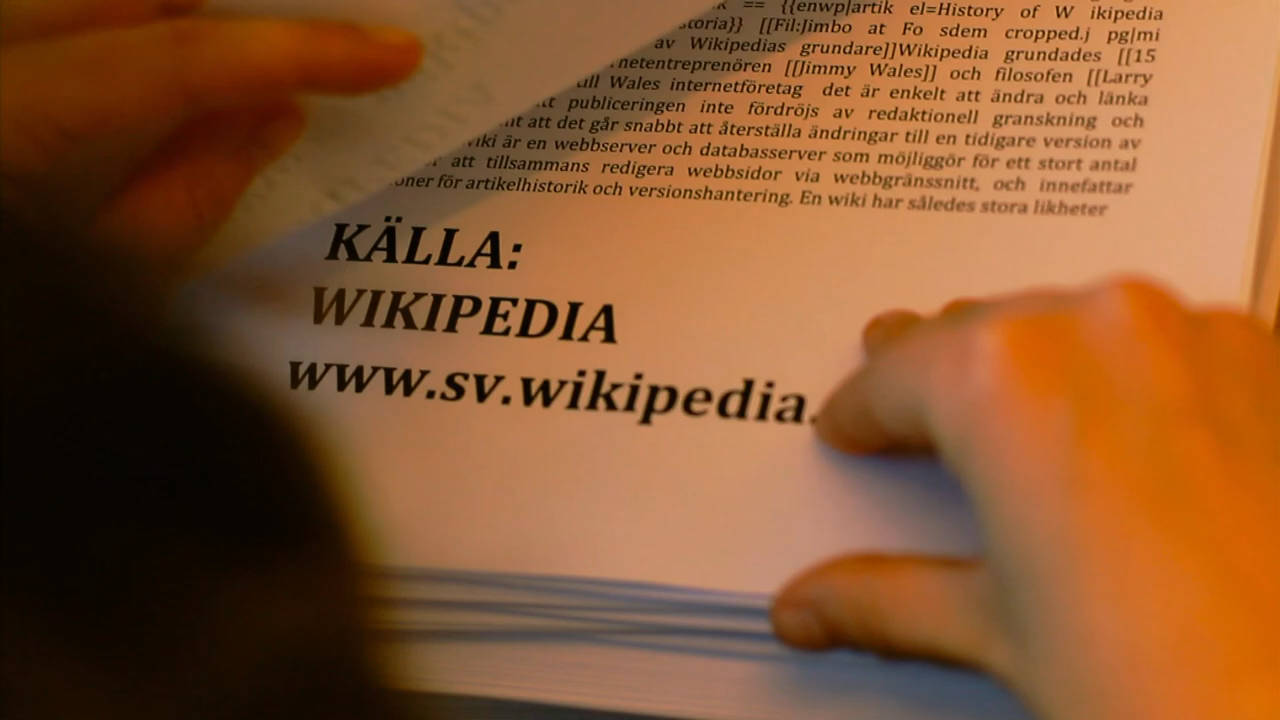 == {{enwp|artik el=History of W ikipedia
storia}} [[Fil:Jimbo at Fo sdem cropped.j pg|mi
av Wikipedias grundare]]Wikipedia grundades [[15
netentreprenören [[Jimmy Wales]] och filosofen [[Larry
till Wales internetföretag det är enkelt att ändra och länka
publiceringen inte fördröjs av redaktionell granskning och
att det går snabbt att återställa ändringar till en tidigare version av
wiki är en webbserver och databasserver som möjliggör för ett stort antal
att tillsammans redigera webbsidor via webbgränssnitt, och innefattar
oner för artikelhistorik och versionshantering. En wiki har således stora likheter
KÄLLA:
WIKIPEDIA
www.sv.wikipedia.